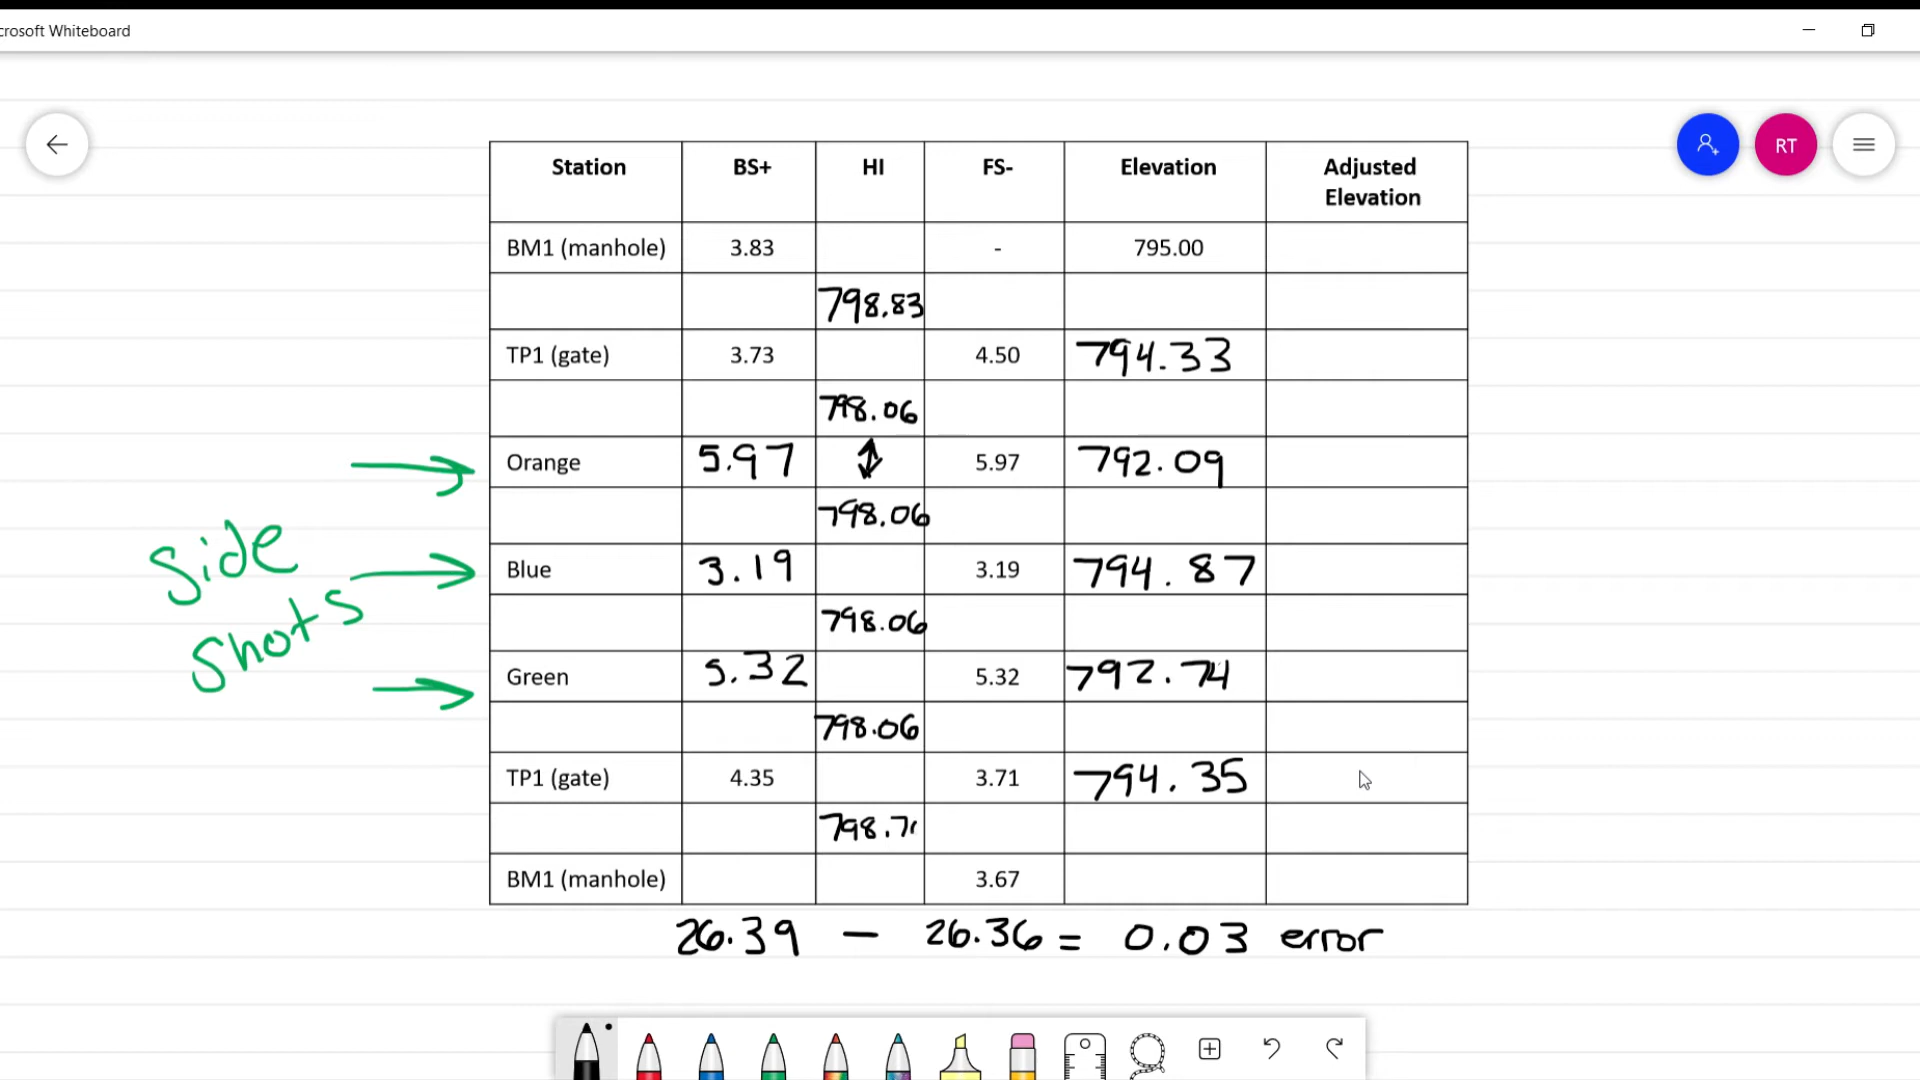 crosoft Whiteboard
RT
Station BS+ HI FS- Elevation Adjusted Elevation
BM1 (manhole) 3.83 - 795.00
798.83
TP1 (gate) 3.73 4.50 794.33
798.06
Orange 5.97 5.97 792.09
798.06
Blue 3.19 3.19 794.87
798.06
Green 5.32 5.32 792.74
798.06
TP1 (gate) 4.35 3.71 794.35
BM1 (manhole) 3.67
26.39 – 26.36 = 0.03 error
Side
Shots